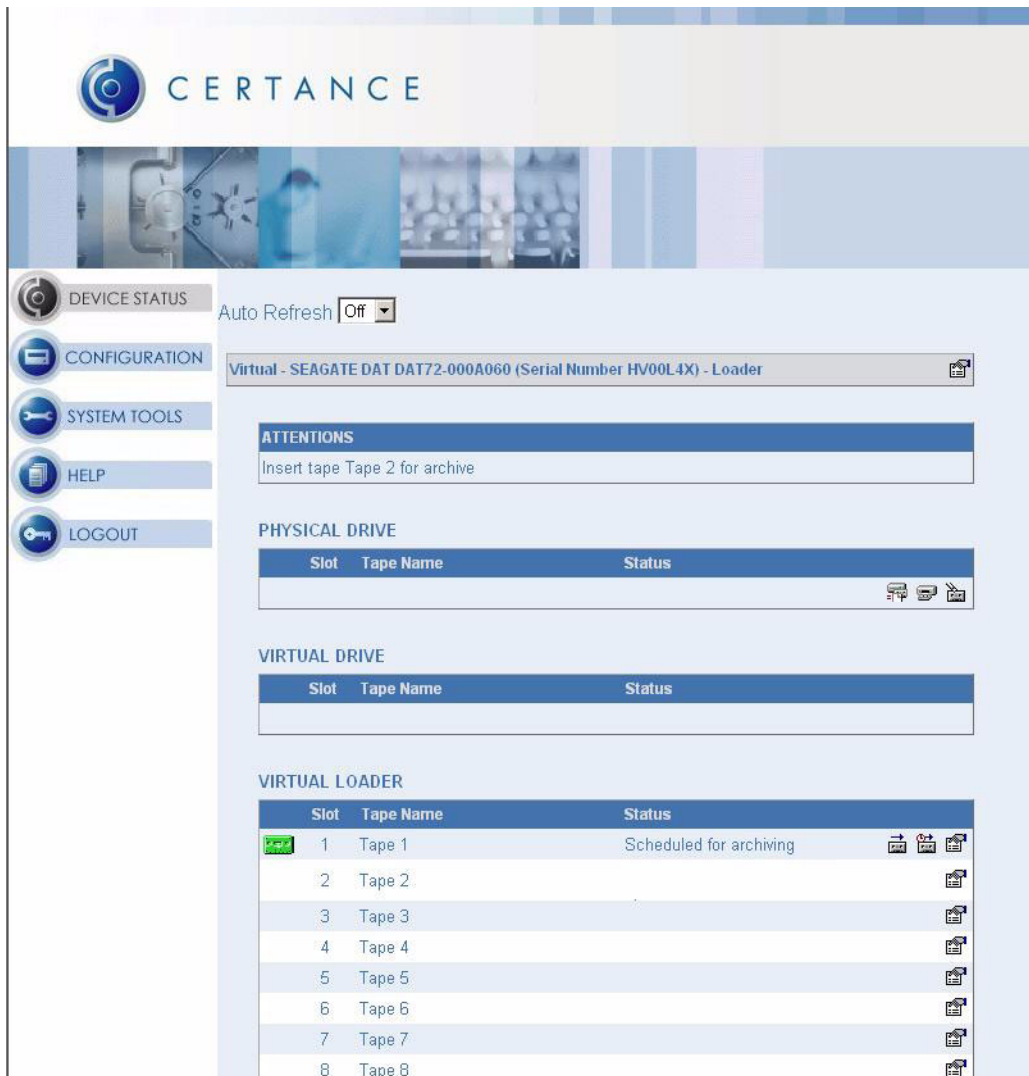 CERTANCE
DEVICE STATUS
CONFIGURATION
SYSTEM TOOLS
HELP
LOGOUT
Auto Refresh Off
Virtual - SEAGATE DAT DAT72-000A060 (Serial Number HV00L4X) - Loader
ATTENTIONS
Insert tape Tape 2 for archive
PHYSICAL DRIVE
Slot Tape Name Status
VIRTUAL DRIVE
Slot Tape Name Status
VIRTUAL LOADER
Slot Tape Name Status
1 Tape 1 Scheduled for archiving
2 Tape 2
3 Tape 3
4 Tape 4
5 Tape 5
6 Tape 6
7 Tape 7
8 Tape 8